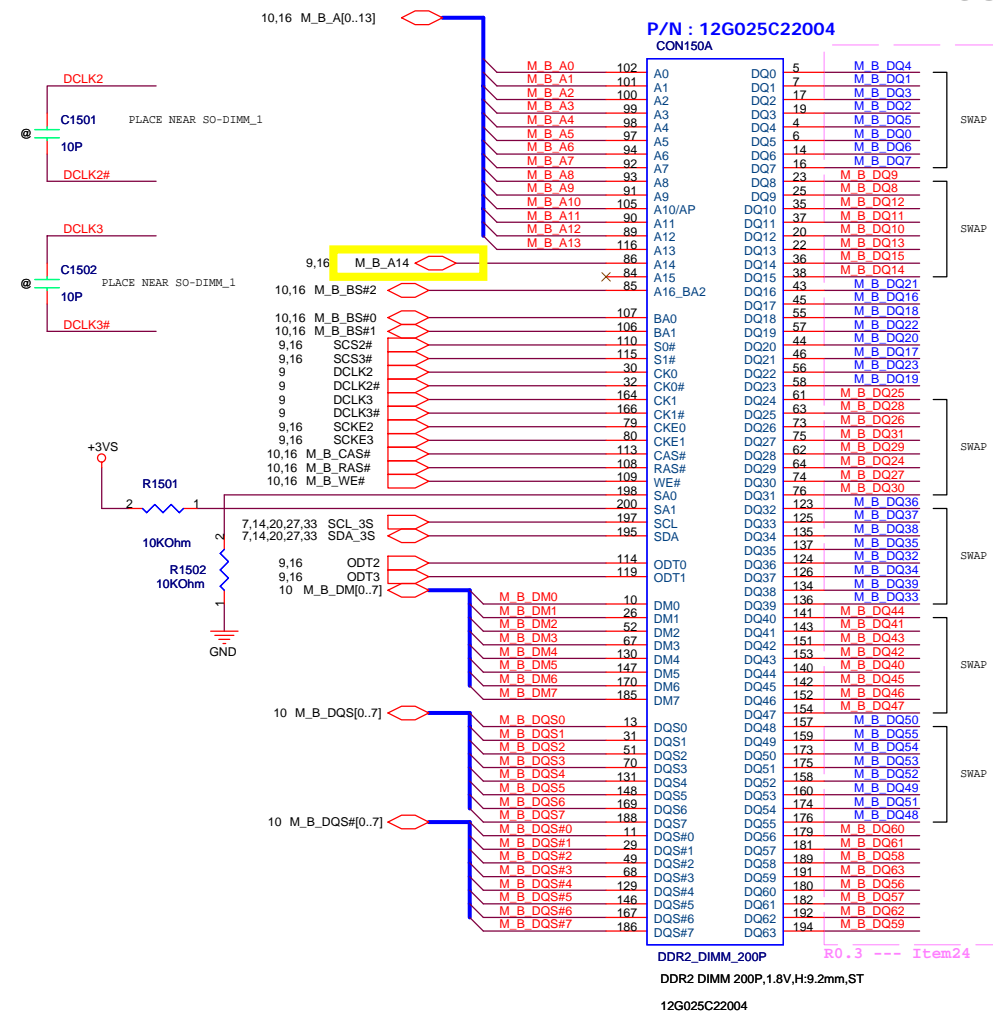 10,16 M_B_A[0..13]
P/N : 12G025C22004
CON150A
DCLK2
C1501 PLACE NEAR SO-DIMM_1
@
10P
DCLK2#
DCLK3
C1502 PLACE NEAR SO-DIMM_1
@
10P
DCLK3#
M_B_A0 102 A0 DQ0 5 M_B_DQ4
M_B_A1 101 A1 DQ1 7 M_B_DQ1
M_B_A2 100 A2 DQ2 17 M_B_DQ3
M_B_A3 99 A3 DQ3 19 M_B_DQ2
M_B_A4 98 A4 DQ4 4 M_B_DQ5 SWAP
M_B_A5 97 A5 DQ5 6 M_B_DQ0
M_B_A6 94 A6 DQ6 14 M_B_DQ6
M_B_A7 92 A7 DQ7 16 M_B_DQ7
M_B_A8 93 A8 DQ8 23 M_B_DQ9
M_B_A9 91 A9 DQ9 25 M_B_DQ8
M_B_A10 105 A10/AP DQ10 35 M_B_DQ12
M_B_A11 90 A11 DQ11 37 M_B_DQ11
M_B_A12 89 A12 DQ12 20 M_B_DQ10 SWAP
M_B_A13 116 A13 DQ13 22 M_B_DQ13
9,16 M_B_A14 86 A14 DQ14 36 M_B_DQ15
84 A15 DQ15 38 M_B_DQ14
10,16 M_B_BS#2 85 A16_BA2 DQ16 43 M_B_DQ21
DQ17 45 M_B_DQ16
10,16 M_B_BS#0 107 BA0 DQ18 55 M_B_DQ18
10,16 M_B_BS#1 106 BA1 DQ19 57 M_B_DQ22
9,16 SCS2# 110 S0# DQ20 44 M_B_DQ20
9,16 SCS3# 115 S1# DQ21 46 M_B_DQ17
9 DCLK2 30 CK0 DQ22 56 M_B_DQ23
9 DCLK2# 32 CK0# DQ23 58 M_B_DQ19
9 DCLK3 164 CK1 DQ24 61 M_B_DQ25
9 DCLK3# 166 CK1# DQ25 63 M_B_DQ28
9,16 SCKE2 79 CKE0 DQ26 73 M_B_DQ26
9,16 SCKE3 80 CKE1 DQ27 75 M_B_DQ31
10,16 M_B_CAS# 113 CAS# DQ28 62 M_B_DQ29 SWAP
10,16 M_B_RAS# 108 RAS# DQ29 64 M_B_DQ24
10,16 M_B_WE# 109 WE# DQ30 74 M_B_DQ27
198 SA0 DQ31 76 M_B_DQ30
200 SA1 DQ32 123 M_B_DQ36
7,14,20,27,33 SCL_3S 197 SCL DQ33 125 M_B_DQ37
7,14,20,27,33 SDA_3S 195 SDA DQ34 135 M_B_DQ38
DQ35 137 M_B_DQ35
9,16 ODT2 114 ODT0 DQ36 124 M_B_DQ32 SWAP
9,16 ODT3 119 ODT1 DQ37 126 M_B_DQ34
10 M_B_DM[0..7] DQ38 134 M_B_DQ39
M_B_DM0 10 DM0 DQ39 136 M_B_DQ33
M_B_DM1 26 DM1 DQ40 141 M_B_DQ44
M_B_DM2 52 DM2 DQ41 143 M_B_DQ41
M_B_DM3 67 DM3 DQ42 151 M_B_DQ43
M_B_DM4 130 DM4 DQ43 153 M_B_DQ42
M_B_DM5 147 DM5 DQ44 140 M_B_DQ40 SWAP
M_B_DM6 170 DM6 DQ45 142 M_B_DQ45
M_B_DM7 185 DM7 DQ46 152 M_B_DQ46
DQ47 154 M_B_DQ47
+3VS
R1501
2 1
10KOhm
2
R1502
10KOhm
1
GND
10 M_B_DQS[0..7]
M_B_DQS0 13 DQS0 DQ48 157 M_B_DQ50
M_B_DQS1 31 DQS1 DQ49 159 M_B_DQ55
M_B_DQS2 51 DQS2 DQ50 173 M_B_DQ54
M_B_DQS3 70 DQS3 DQ51 175 M_B_DQ53
M_B_DQS4 131 DQS4 DQ52 158 M_B_DQ52 SWAP
M_B_DQS5 148 DQS5 DQ53 160 M_B_DQ49
M_B_DQS6 169 DQS6 DQ54 174 M_B_DQ51
M_B_DQS7 188 DQS7 DQ55 176 M_B_DQ48
10 M_B_DQS#[0..7]
M_B_DQS#0 11 DQS#0 DQ56 179 M_B_DQ60
M_B_DQS#1 29 DQS#1 DQ57 181 M_B_DQ61
M_B_DQS#2 49 DQS#2 DQ58 189 M_B_DQ58
M_B_DQS#3 68 DQS#3 DQ59 191 M_B_DQ63
M_B_DQS#4 129 DQS#4 DQ60 180 M_B_DQ56
M_B_DQS#5 146 DQS#5 DQ61 182 M_B_DQ57
M_B_DQS#6 167 DQS#6 DQ62 192 M_B_DQ62
M_B_DQS#7 186 DQS#7 DQ63 194 M_B_DQ59
DDR2_DIMM_200P
R0.3 --- Item24
DDR2 DIMM 200P,1.8V,H:9.2mm,ST
12G025C22004